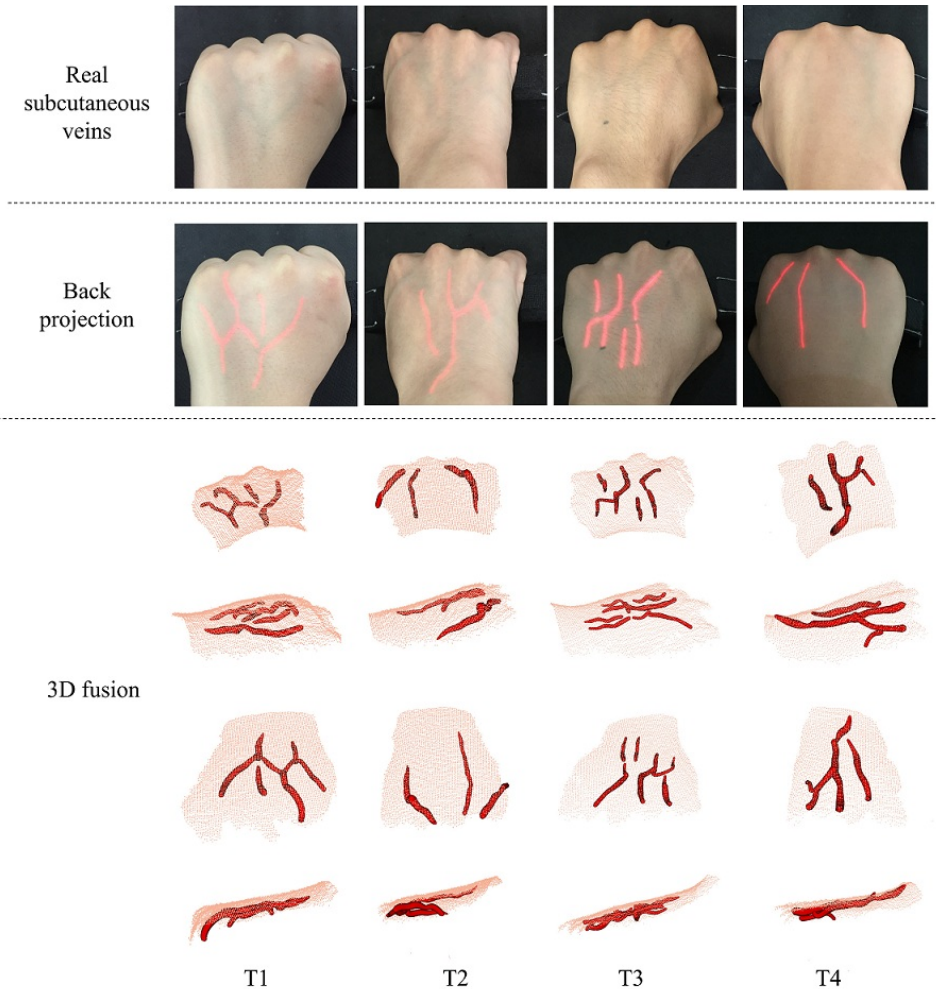 Real
subcutaneous
veins
Back
projection
3D fusion
T1 T2 T3 T4